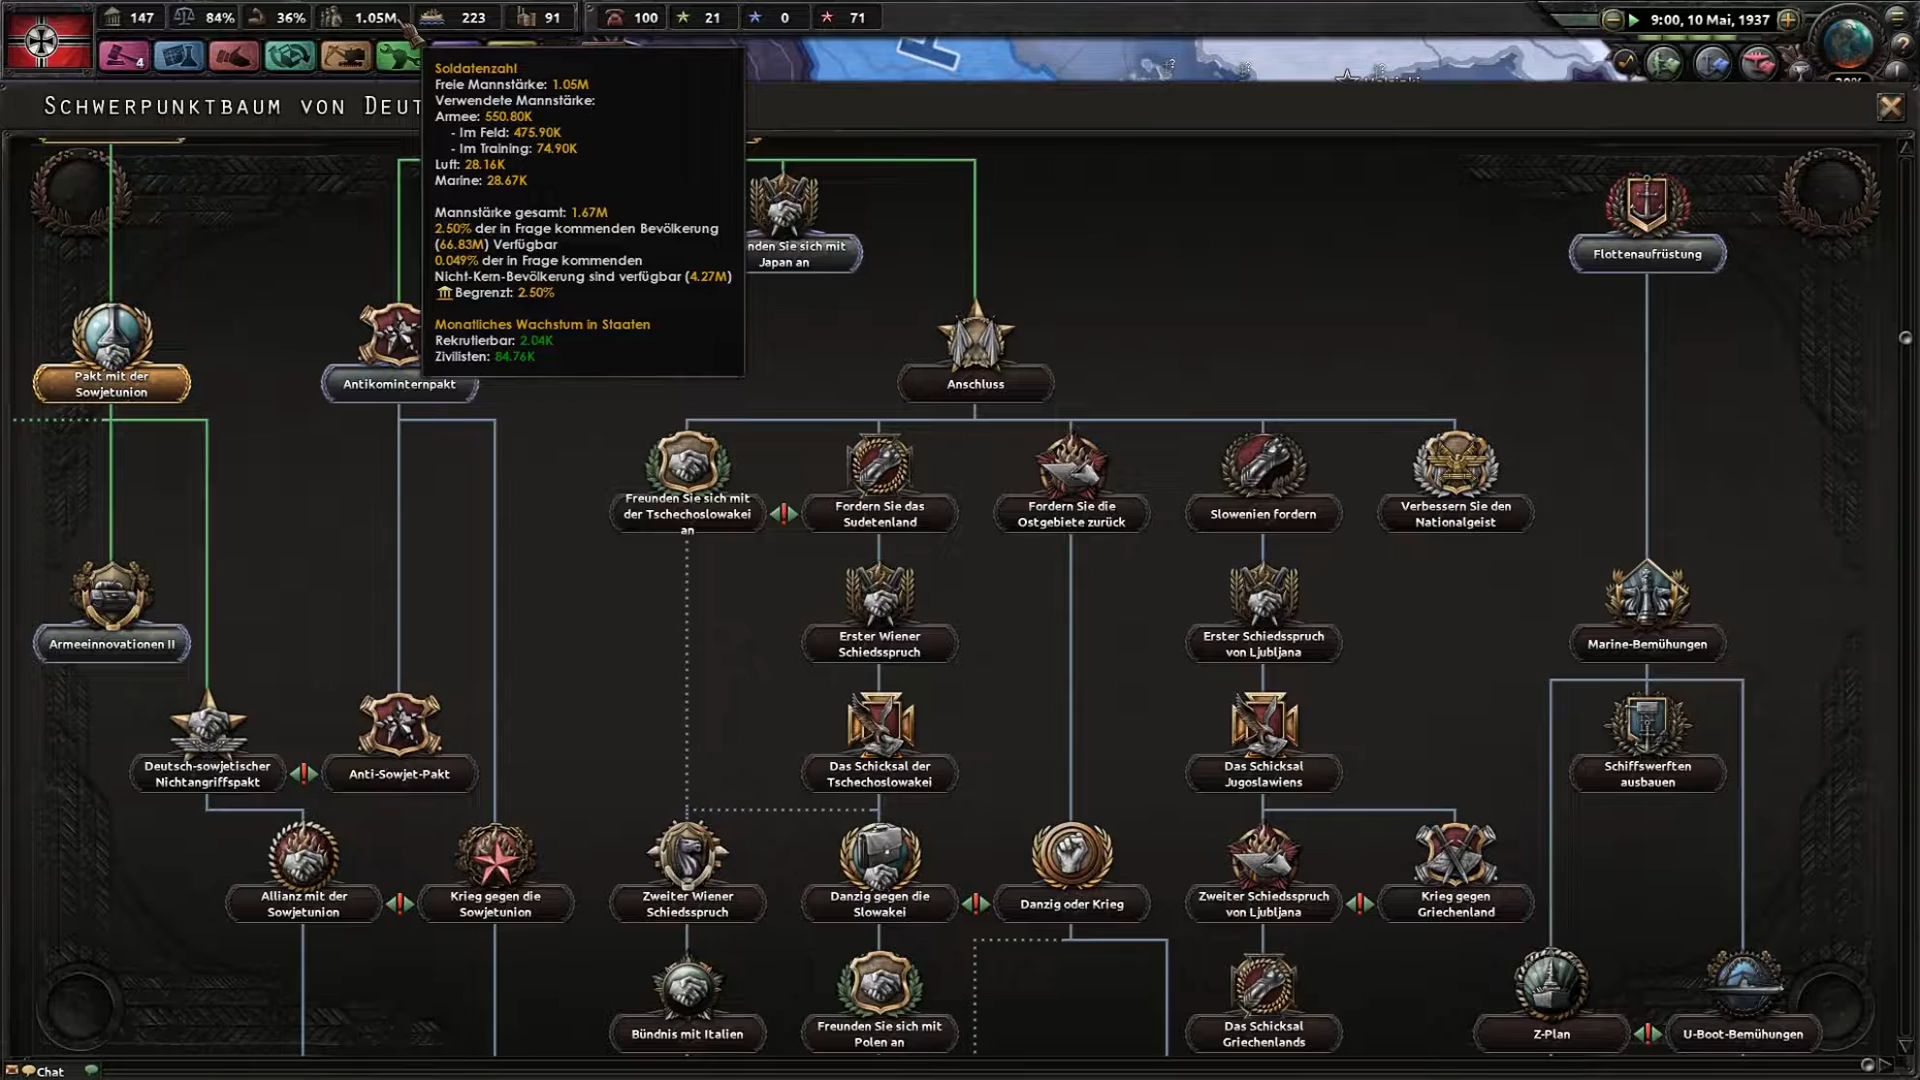 147
84%
36%
1.05M
223
91
100
21
0
71
9:00, 10 Mai, 1937
4
Schwerpunktbaum von Deut
Soldatenzahl
Freie Mannstärke: 1.05M
Verwendete Mannstärke:
Armee: 550.80K
- Im Feld: 475.90K
- Im Training: 74.90K
Luft: 28.16K
Marine: 28.67K
Mannstärke gesamt: 1.67M
2.50% der in Frage kommenden Bevölkerung
(66.83M) Verfügbar
0.049% der in Frage kommenden
Nicht-Kern-Bevölkerung sind verfügbar (4.27M)
Begrenzt: 2.50%
Monatliches Wachstum in Staaten
Rekrutierbar: 2.04K
Zivilisten: 84.76K
nden Sie sich mit
Japan an
Flottenaufrüstung
Pakt mit der
Sowjetunion
Antikominternpakt
Anschluss
Freunden Sie sich mit
der Tschechoslowakei
an
Fordern Sie das
Sudetenland
Fordern Sie die
Ostgebiete zurück
Slowenien fordern
Verbessern Sie den
Nationalgeist
Armeeinnovationen II
Erster Wiener
Schiedsspruch
Erster Schiedsspruch
von Ljubljana
Marine-Bemühungen
Deutsch-sowjetischer
Nichtangriffspakt
Anti-Sowjet-Pakt
Das Schicksal der
Tschechoslowakei
Das Schicksal
Jugoslawiens
Schiffswerften
ausbauen
Allianz mit der
Sowjetunion
Krieg gegen die
Sowjetunion
Zweiter Wiener
Schiedsspruch
Danzig gegen die
Slowakei
Danzig oder Krieg
Zweiter Schiedsspruch
von Ljubljana
Krieg gegen
Griechenland
Bündnis mit Italien
Freunden Sie sich mit
Polen an
Das Schicksal
Griechenlands
Z-Plan
U-Boot-Bemühungen
Chat